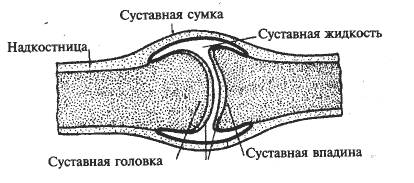 Суставная сумка
Суставная жидкость
Надкостница
Суставная головка
Суставная впадина